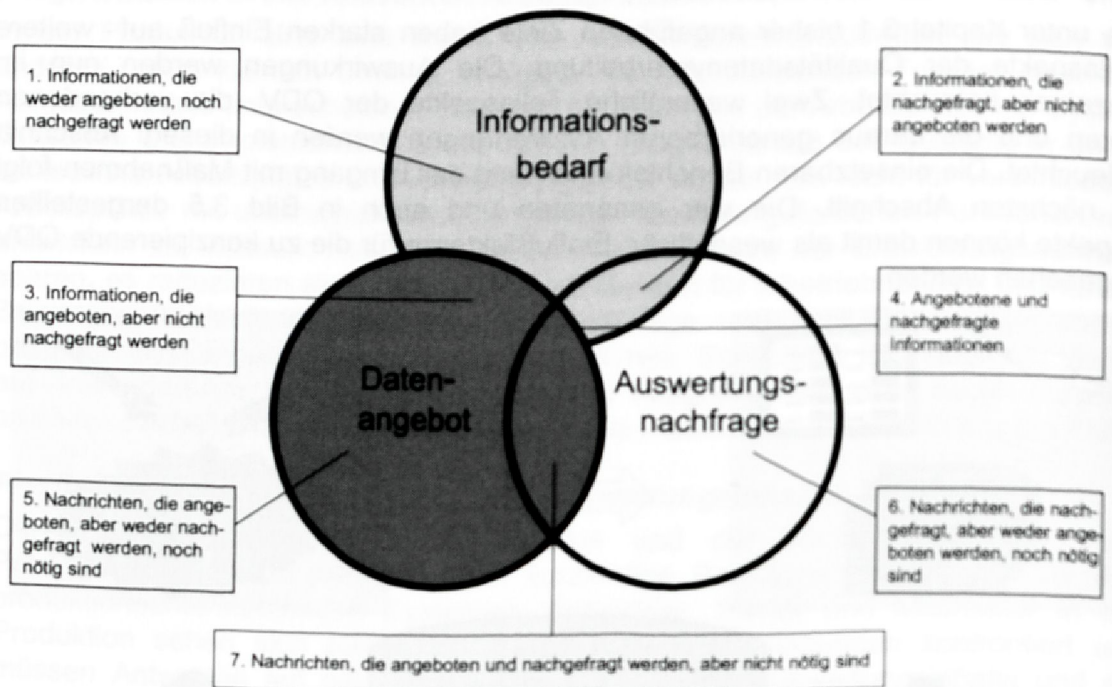 1. Informationen, die
weder angeboten, noch
nachgefragt werden
Informations-
bedarf
2. Informationen, die
nachgefragt, aber nicht
angeboten werden
3. Informationen, die
angeboten, aber nicht
nachgefragt werden
4. Angebotene und
nachgefragte
Informationen
Daten-
angebot
Auswertungs-
nachfrage
5. Nachrichten, die ange-
boten, aber weder nach-
gefragt werden, noch
nötig sind
6. Nachrichten, die nach-
gefragt, aber weder ange-
boten werden, noch nötig
sind
7. Nachrichten, die angeboten und nachgefragt werden, aber nicht nötig sind